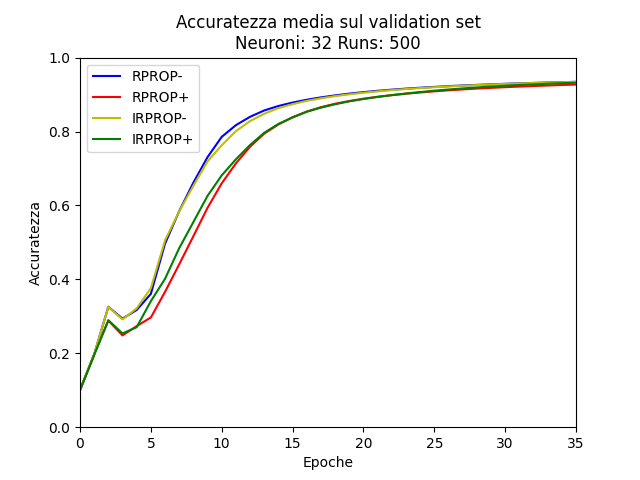 Accuratezza media sul validation set
Neuroni: 32 Runs: 500
1.0
0.8
0.6
0.4
0.2
0.0
Accuratezza
RPROP-
RPROP+
IRPROP-
IRPROP+
0 5 10 15 20 25 30 35
Epoche